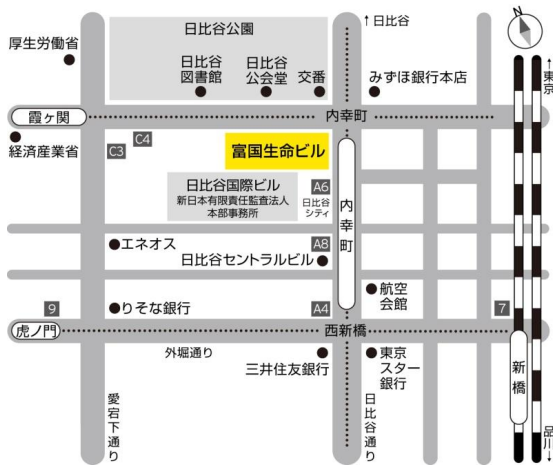 日比谷公園
↑日比谷
N
厚生労働省
日比谷
図書館
日比谷
公会堂
交番
みずほ銀行本店
↑東京
霞ヶ関
内幸町
経済産業省
C3
C4
富国生命ビル
日比谷国際ビル
新日本有限責任監査法人
本部事務所
A6
日比谷
シティ
内幸町
エネオス
A8
日比谷セントラルビル
航空
会館
9
りそな銀行
A4
7
虎ノ門
西新橋
外堀通り
三井住友銀行
東京
スター
銀行
新橋
愛宕下通り
日比谷通り
品川↓